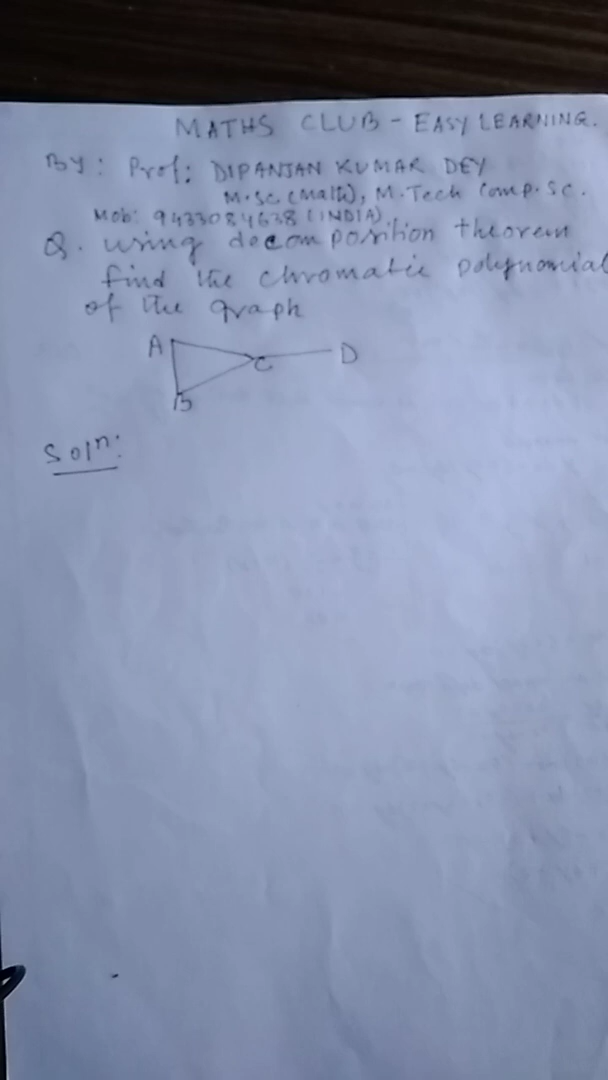 MATHS CLUB - EASY LEARNING.
BY: Prof: DIPANJAN KUMAR DEY
M.Sc. (Math), M.Tech Comp. Sc.
Mob: 9433084638 (INDIA)
Q. using decomposition theorem
find the chromatic polynomial
of the graph
A
C D
B
Soln: